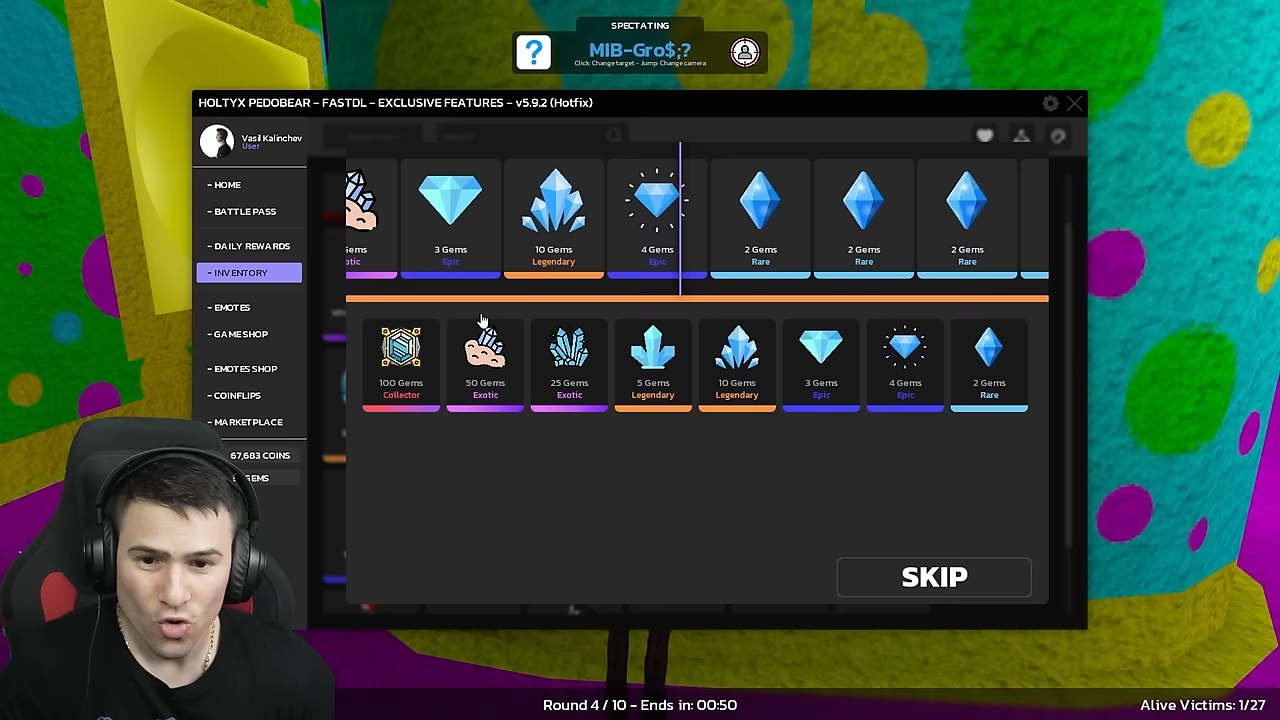 SPECTATING
MIB-Gro$;?
Click: Change target - Jump: Change camera
HOLTYX PEDOBEAR - FASTDL - EXCLUSIVE FEATURES - v5.9.2 (Hotfix)
Vasil Kalinchev
User
- HOME
- BATTLE PASS
- DAILY REWARDS
- INVENTORY
- EMOTES
- GAMESHOP
- EMOTES SHOP
- COINFLIPS
- MARKETPLACE
67,683 COINS
GEMS
3 Gems
Epic
10 Gems
Legendary
4 Gems
Epic
2 Gems
Rare
2 Gems
Rare
2 Gems
Rare
100 Gems
Collector
50 Gems
Exotic
25 Gems
Exotic
5 Gems
Legendary
10 Gems
Legendary
3 Gems
Epic
4 Gems
Epic
2 Gems
Rare
SKIP
Round 4 / 10 - Ends in: 00:50
Alive Victims: 1/27